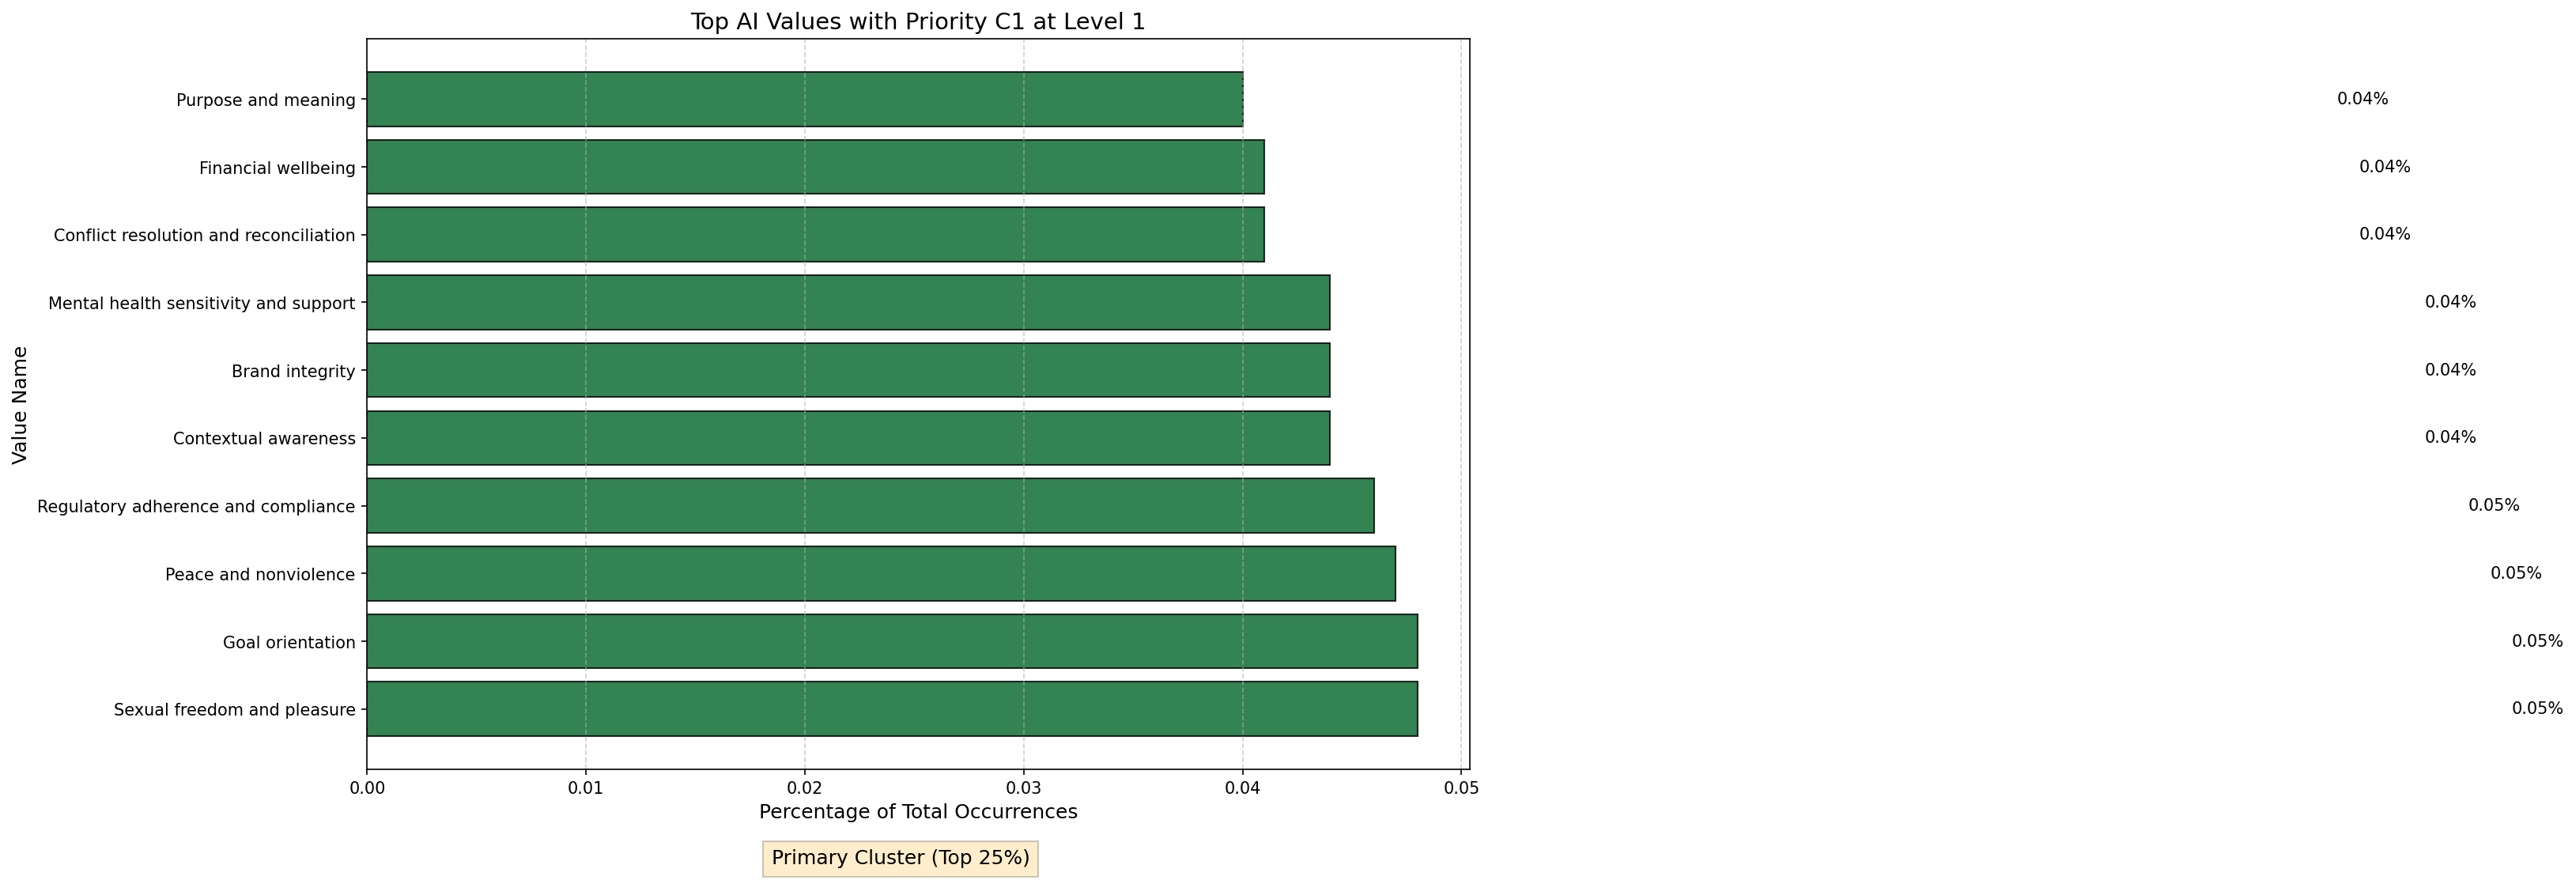 Top AI Values with Priority C1 at Level 1
Value Name
Purpose and meaning 0.04%
Financial wellbeing 0.04%
Conflict resolution and reconciliation 0.04%
Mental health sensitivity and support 0.04%
Brand integrity 0.04%
Contextual awareness 0.04%
Regulatory adherence and compliance 0.05%
Peace and nonviolence 0.05%
Goal orientation 0.05%
Sexual freedom and pleasure 0.05%
0.00 0.01 0.02 0.03 0.04 0.05
Percentage of Total Occurrences
Primary Cluster (Top 25%)